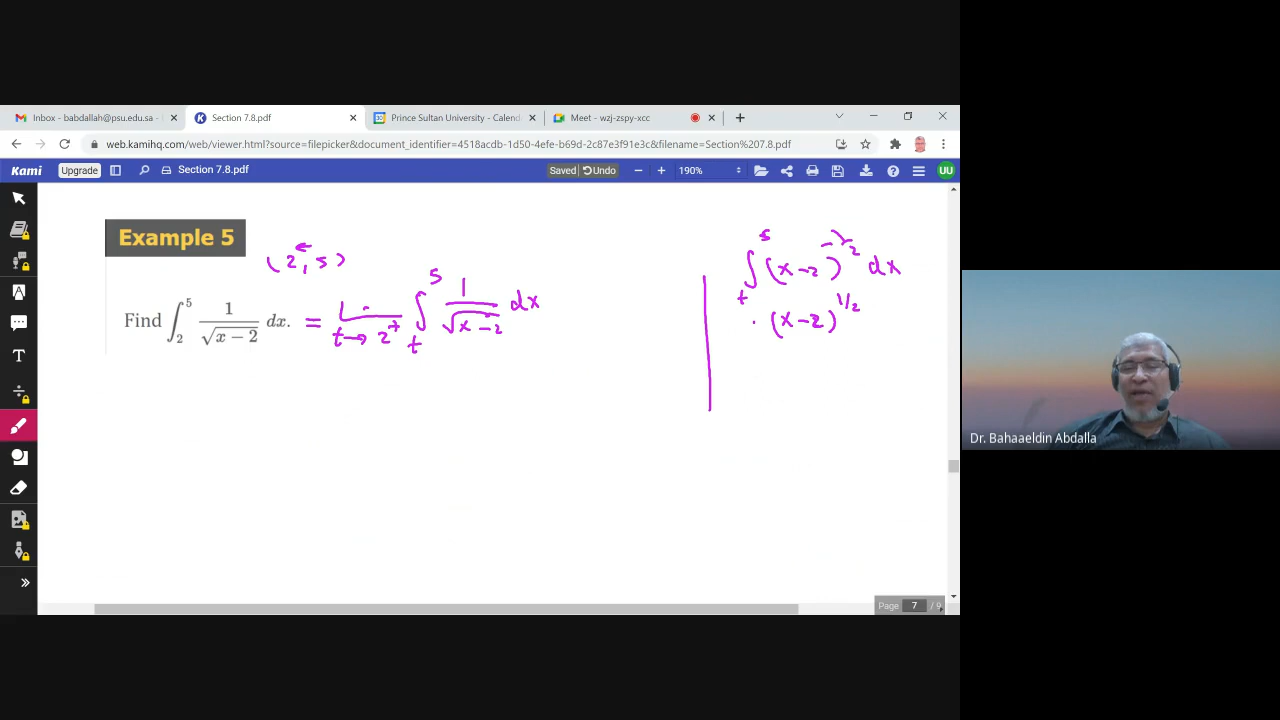 Inbox - babdallah@psu.edu.sa -
Section 7.8.pdf
Prince Sultan University - Calend
Meet - wzj-zspy-xcc
web.kamihq.com/web/viewer.html?source=filepicker&document_identifier=4518acdb-1d50-4efe-b69d-2c87e3f91e3c&filename=Section%207.8.pdf
Kami
Upgrade
Section 7.8.pdf
Saved
Undo
190%
UU
Example 5
(2, 5)
Find ∫₂⁵ 1/√(x − 2) dx. = lim t→2⁺ ∫ₜ⁵ 1/√(x−2) dx
∫ₜ⁵ (x−2)^(−1/2) dx
(x−2)^(1/2)
Dr. Bahaaeldin Abdalla
Page 7 / 9